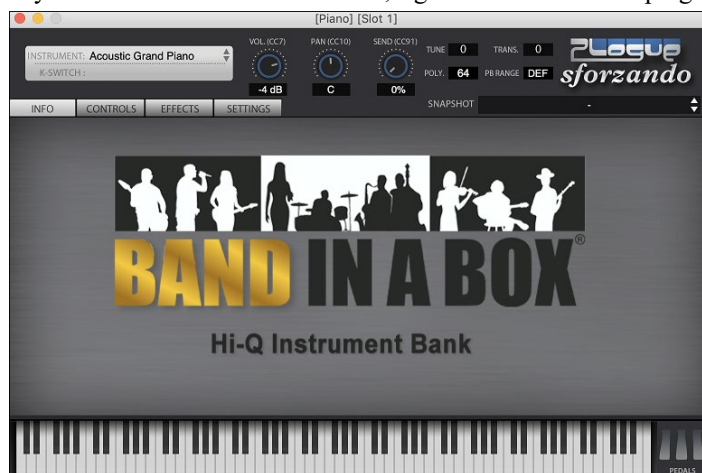 [Piano] [Slot 1]
INSTRUMENT: Acoustic Grand Piano
K-SWITCH :
VOL. (CC7)
-4 dB
PAN (CC10)
C
SEND (CC91)
0%
TUNE 0 TRANS. 0
POLY. 64 PB RANGE DEF
Plogue
sforzando
INFO CONTROLS EFFECTS SETTINGS
SNAPSHOT -
BAND IN A BOX®
Hi-Q Instrument Bank
PEDALS